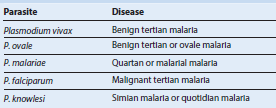 Parasite Disease
Plasmodium vivax Benign tertian malaria
P. ovale Benign tertian or ovale malaria
P. malariae Quartan or malarial malaria
P. falciparum Malignant tertian malaria
P. knowlesi Simian malaria or quotidian malaria